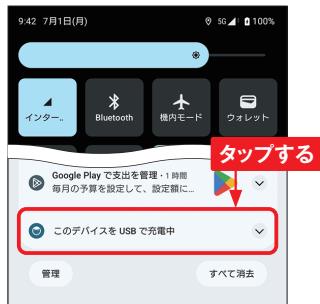 9:42 7月1日(月) 5G 100%
インター.. Bluetooth 機内モード ウォレット
タップする
Google Play で支出を管理・1 時間
毎月の予算を設定して、設定額に...
このデバイスを USB で充電中
管理 すべて消去